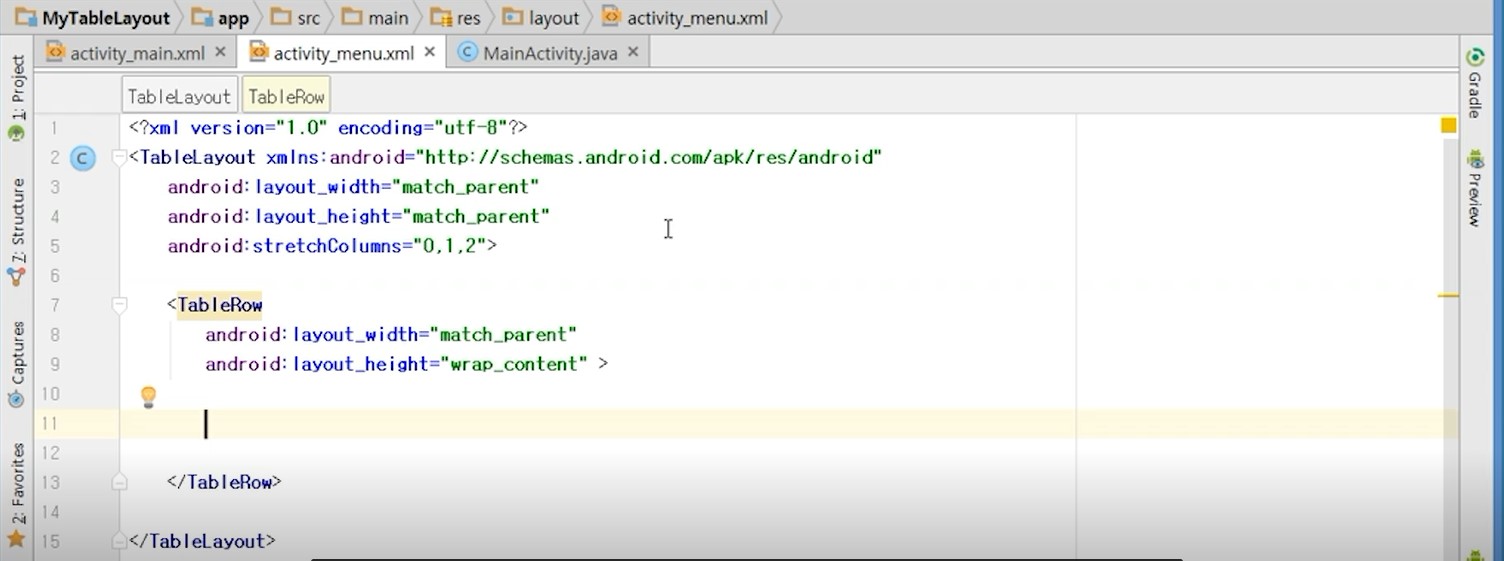 MyTableLayout app src main res layout activity_menu.xml
activity_main.xml activity_menu.xml MainActivity.java
TableLayout TableRow
1 <?xml version="1.0" encoding="utf-8"?>
2 <TableLayout xmlns:android="http://schemas.android.com/apk/res/android"
3 android:layout_width="match_parent"
4 android:layout_height="match_parent"
5 android:stretchColumns="0,1,2">
6
7 <TableRow
8 android:layout_width="match_parent"
9 android:layout_height="wrap_content" >
10
11
12
13 </TableRow>
14
15 </TableLayout>
1: Project
7: Structure
Captures
2: Favorites
Gradle
Preview